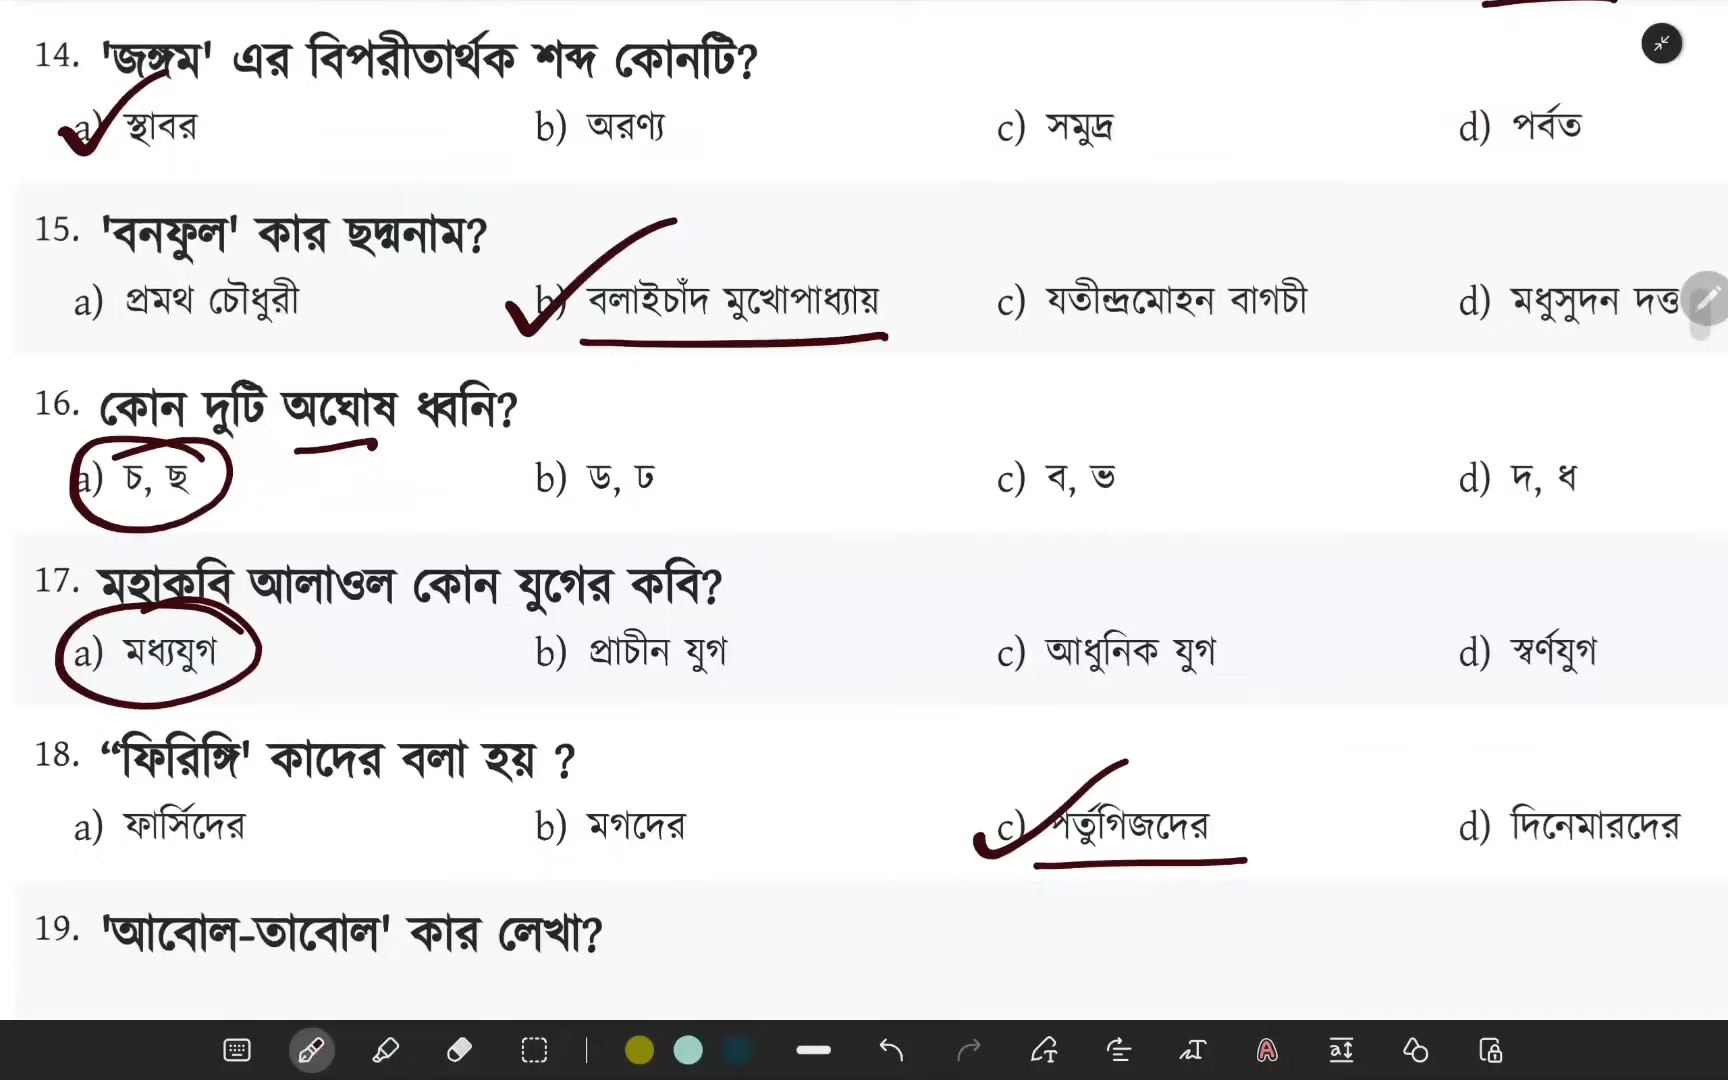 14. 'জঙ্গম' এর বিপরীতার্থক শব্দ কোনটি?
a) স্থাবর b) অরণ্য c) সমুদ্র d) পর্বত
15. 'বনফুল' কার ছদ্মনাম?
a) প্রমথ চৌধুরী b) বলাইচাঁদ মুখোপাধ্যায় c) যতীন্দ্রমোহন বাগচী d) মধুসুদন দত্ত
16. কোন দুটি অঘোষ ধ্বনি?
a) চ, ছ b) ড, ঢ c) ব, ভ d) দ, ধ
17. মহাকবি আলাওল কোন যুগের কবি?
a) মধ্যযুগ b) প্রাচীন যুগ c) আধুনিক যুগ d) স্বর্ণযুগ
18. “ফিরিঙ্গি' কাদের বলা হয় ?
a) ফার্সিদের b) মগদের c) পর্তুগিজদের d) দিনেমারদের
19. 'আবোল-তাবোল' কার লেখা?